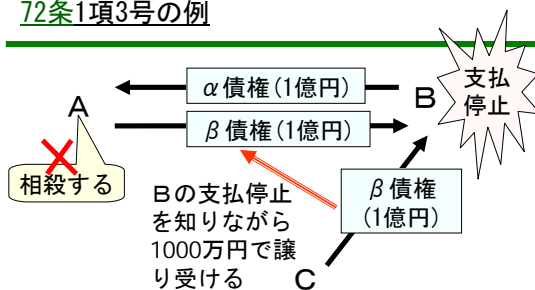 72条1項3号の例
α債権(1億円)
A
B
支払
停止
β債権(1億円)
相殺する
Bの支払停止
を知りながら
1000万円で譲
り受ける
β債権
(1億円)
C